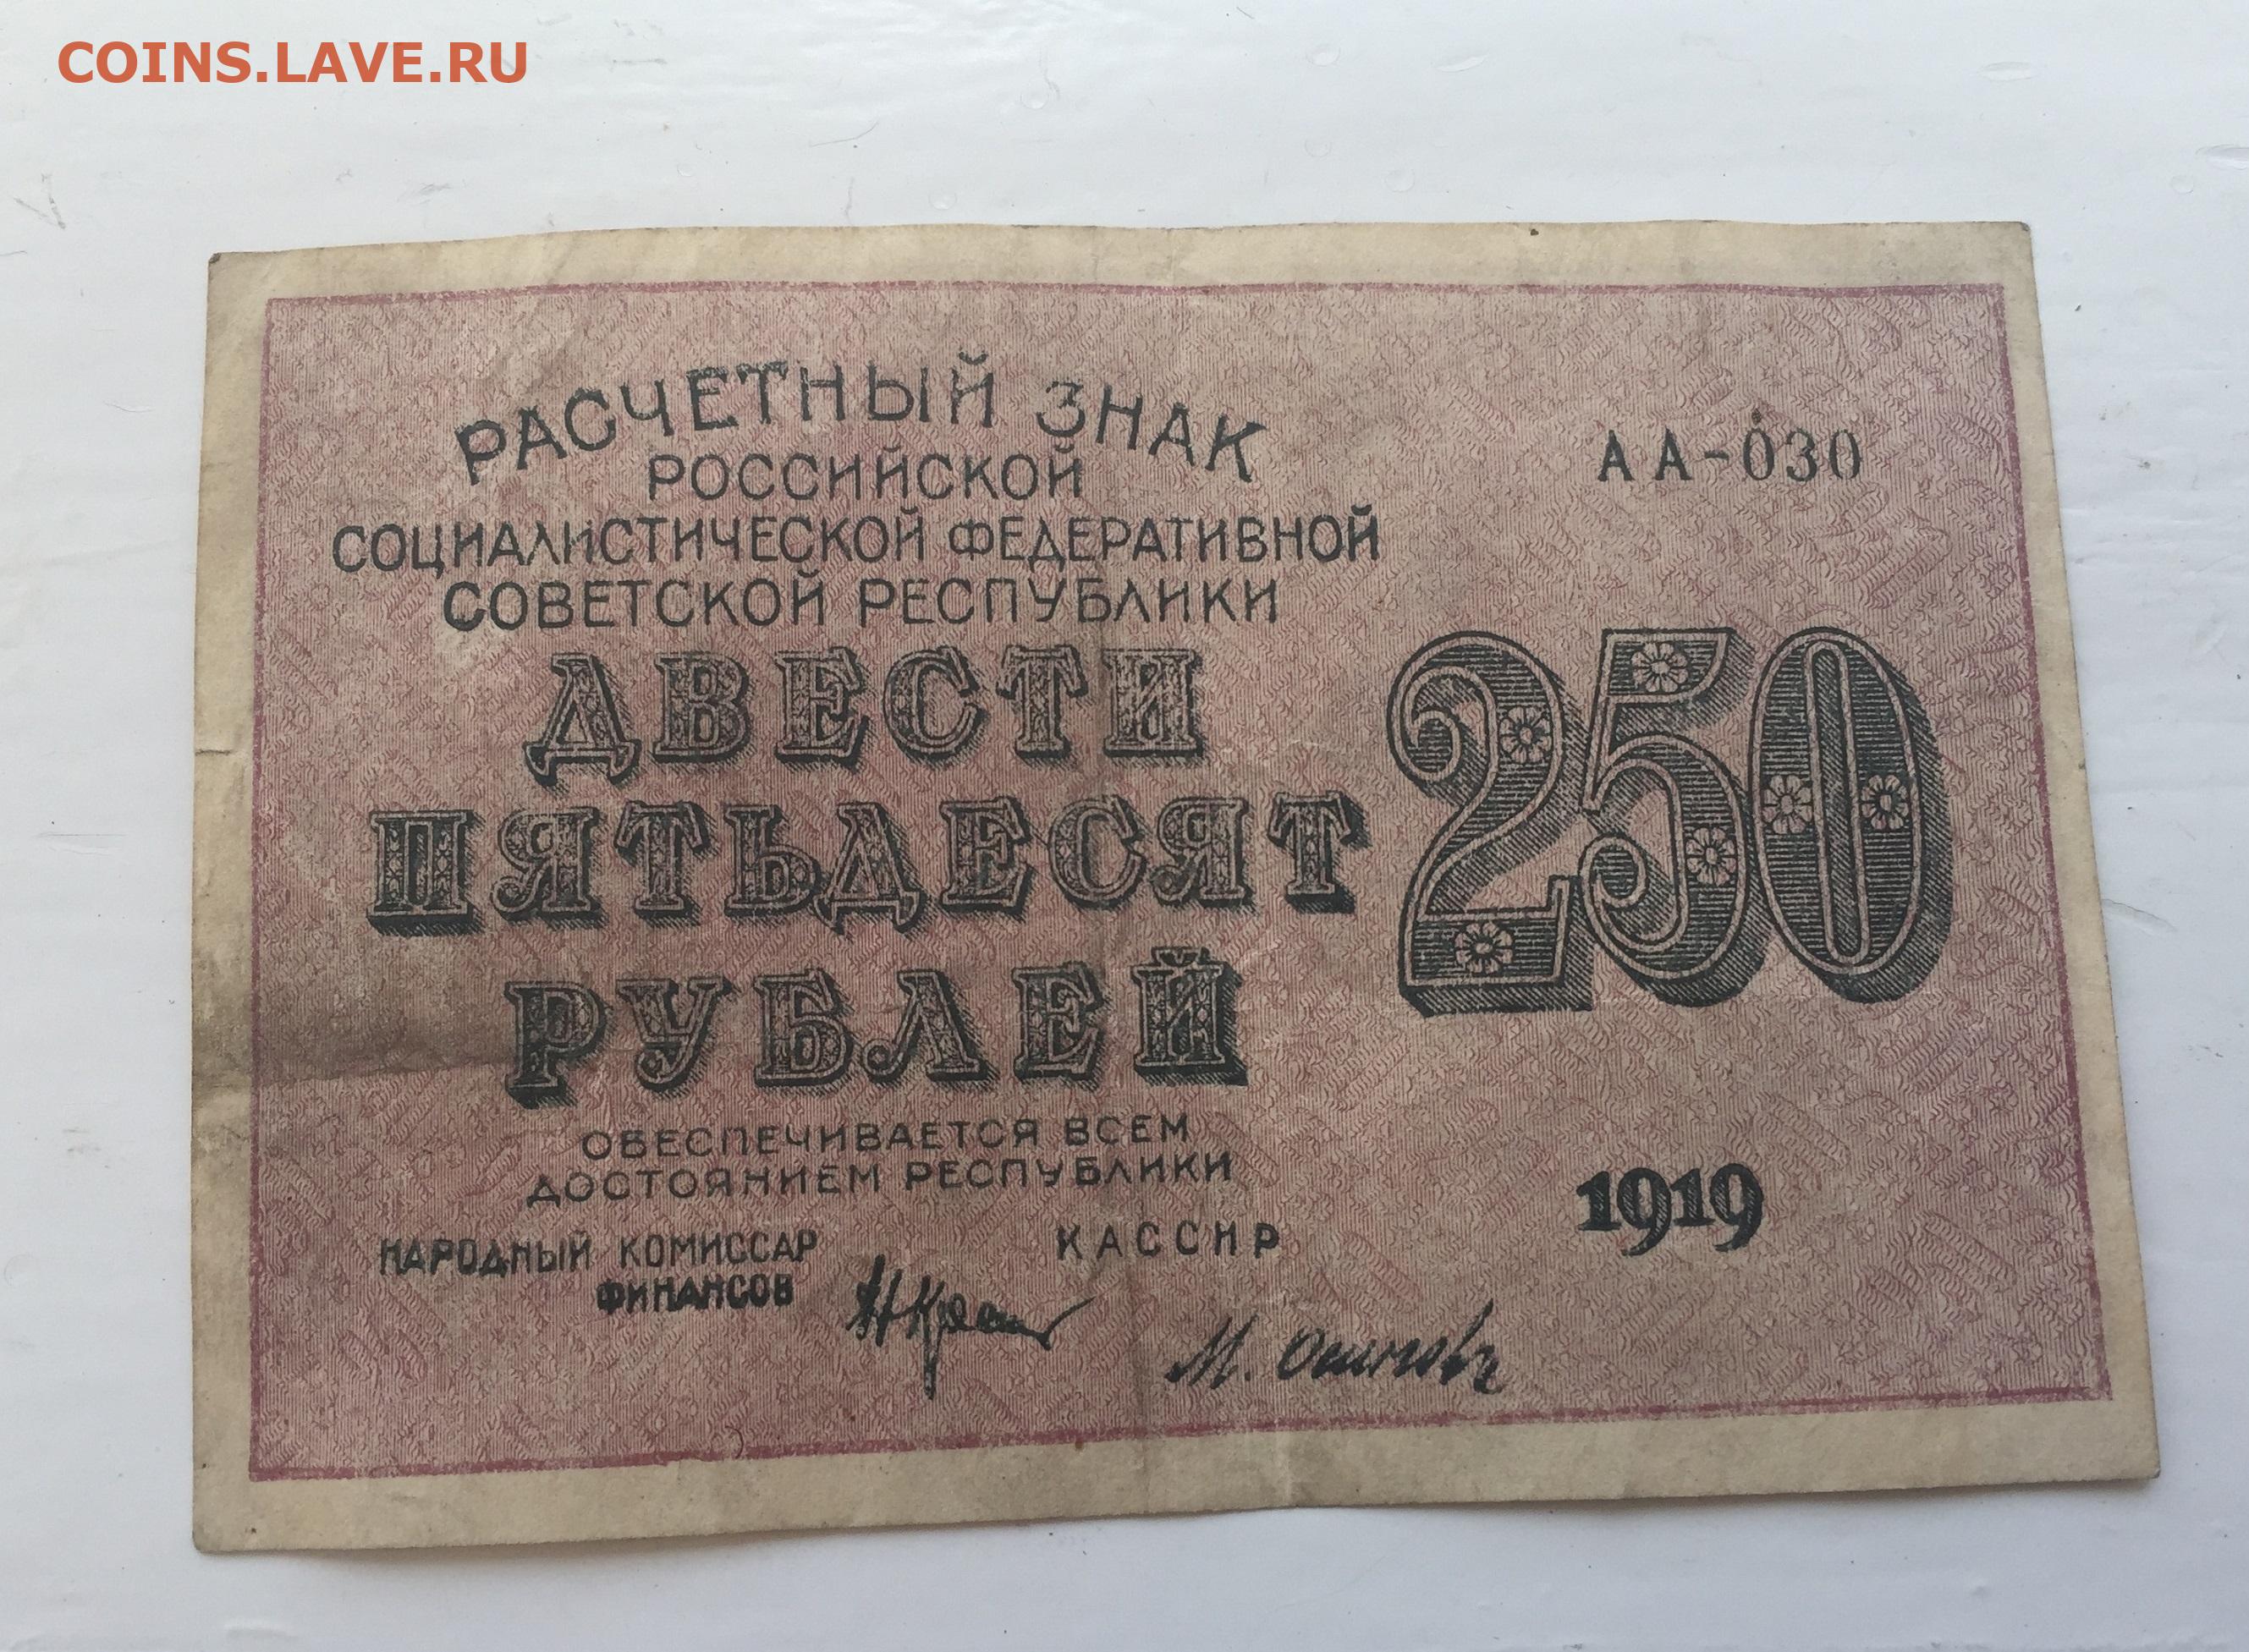 COINS.LAVE.RU
РАСЧЕТНЫЙ ЗНАК
РОССИЙСКОЙ
СОЦИАЛИСТИЧЕСКОЙ ФЕДЕРАТИВНОЙ
СОВЕТСКОЙ РЕСПУБЛИКИ
АА-030
ДВЕСТИ
ПЯТЬДЕСЯТ
РУБЛЕЙ
250
ОБЕСПЕЧИВАЕТСЯ ВСЕМ
ДОСТОЯНИЕМ РЕСПУБЛИКИ
1919
НАРОДНЫЙ КОМИССАР
ФИНАНСОВ
КАССИР
М.